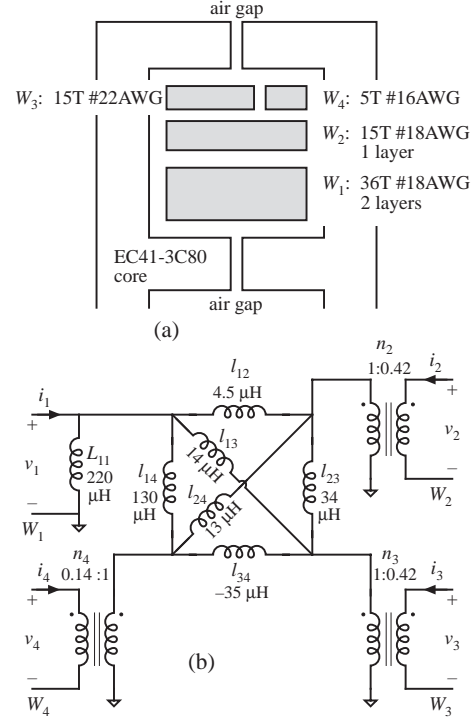 air gap
W3: 15T #22AWG
W4: 5T #16AWG
W2: 15T #18AWG
1 layer
W1: 36T #18AWG
2 layers
EC41-3C80
core
air gap
(a)
n2
1:0.42
i2
+
v2
–
W2
l12
4.5 μH
i1
+
v1
–
W1
L11
220
μH
l13
14 μH
l14
130
μH
l24
13 μH
l23
34
μH
l34
–35 μH
n4
0.14 :1
i4
+
v4
–
W4
n3
1:0.42
i3
+
v3
–
W3
(b)